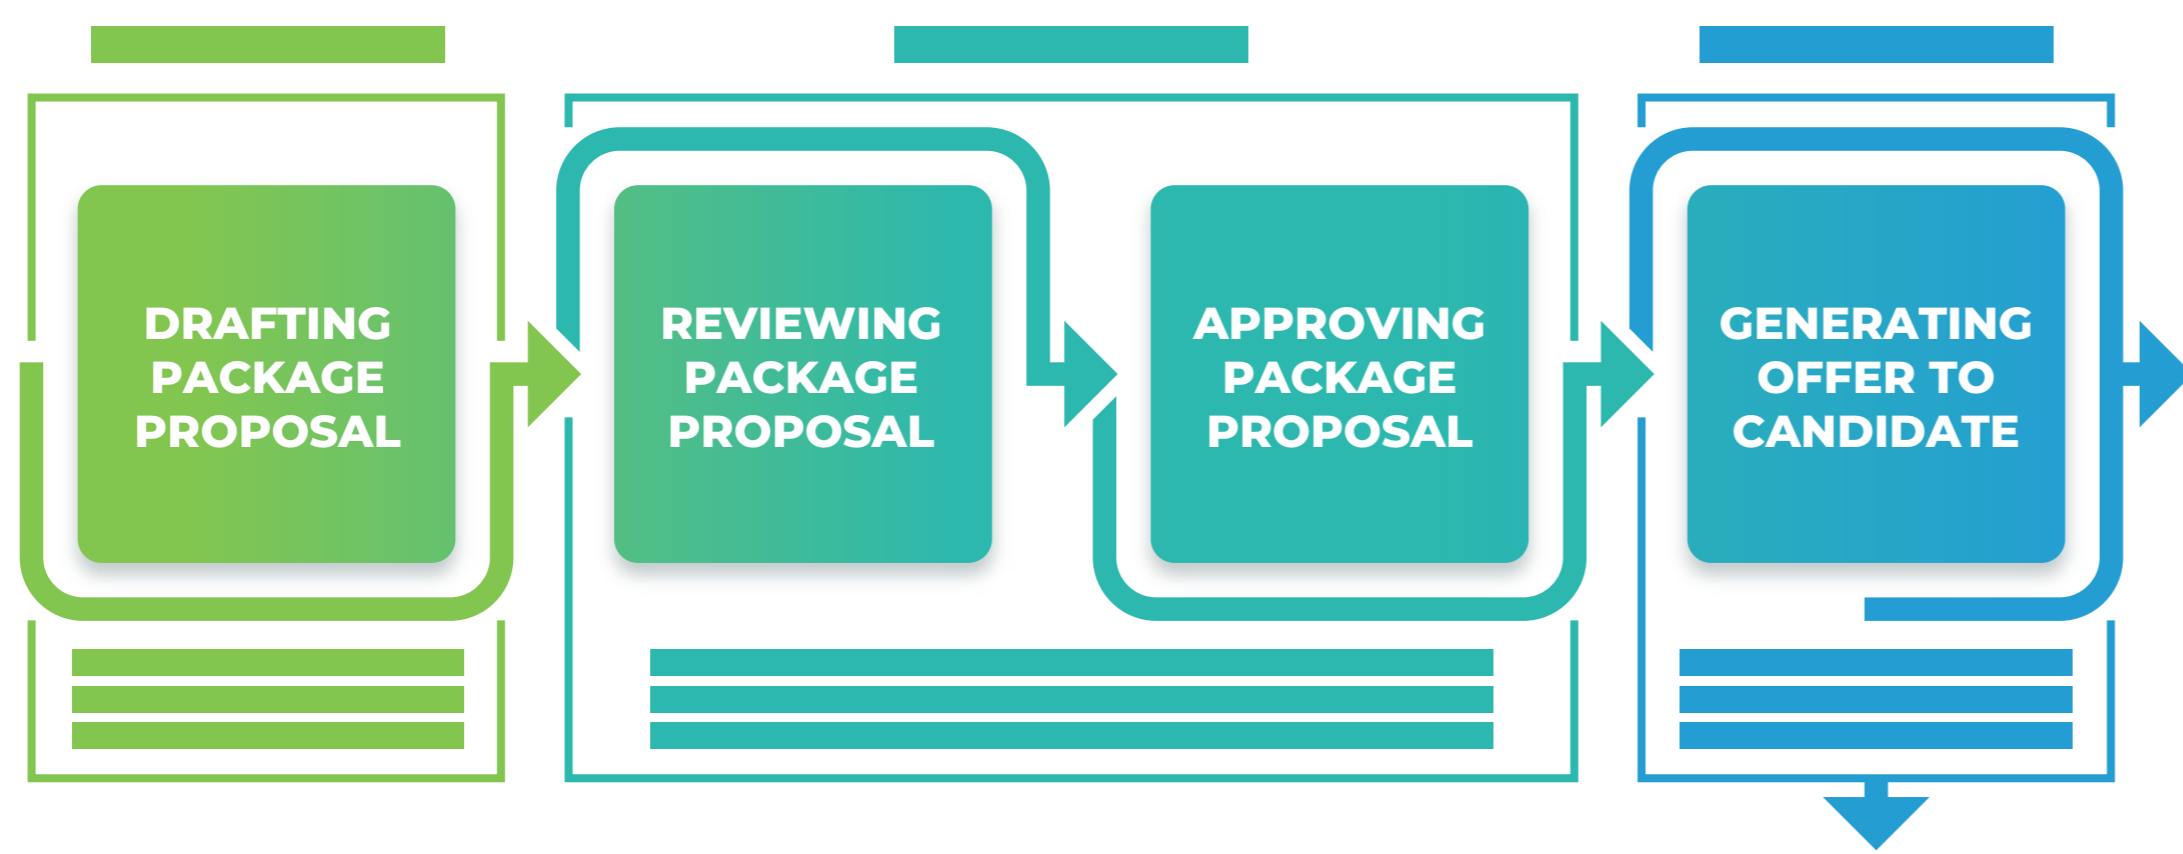 DRAFTING
PACKAGE
PROPOSAL
REVIEWING
PACKAGE
PROPOSAL
APPROVING
PACKAGE
PROPOSAL
GENERATING
OFFER TO
CANDIDATE